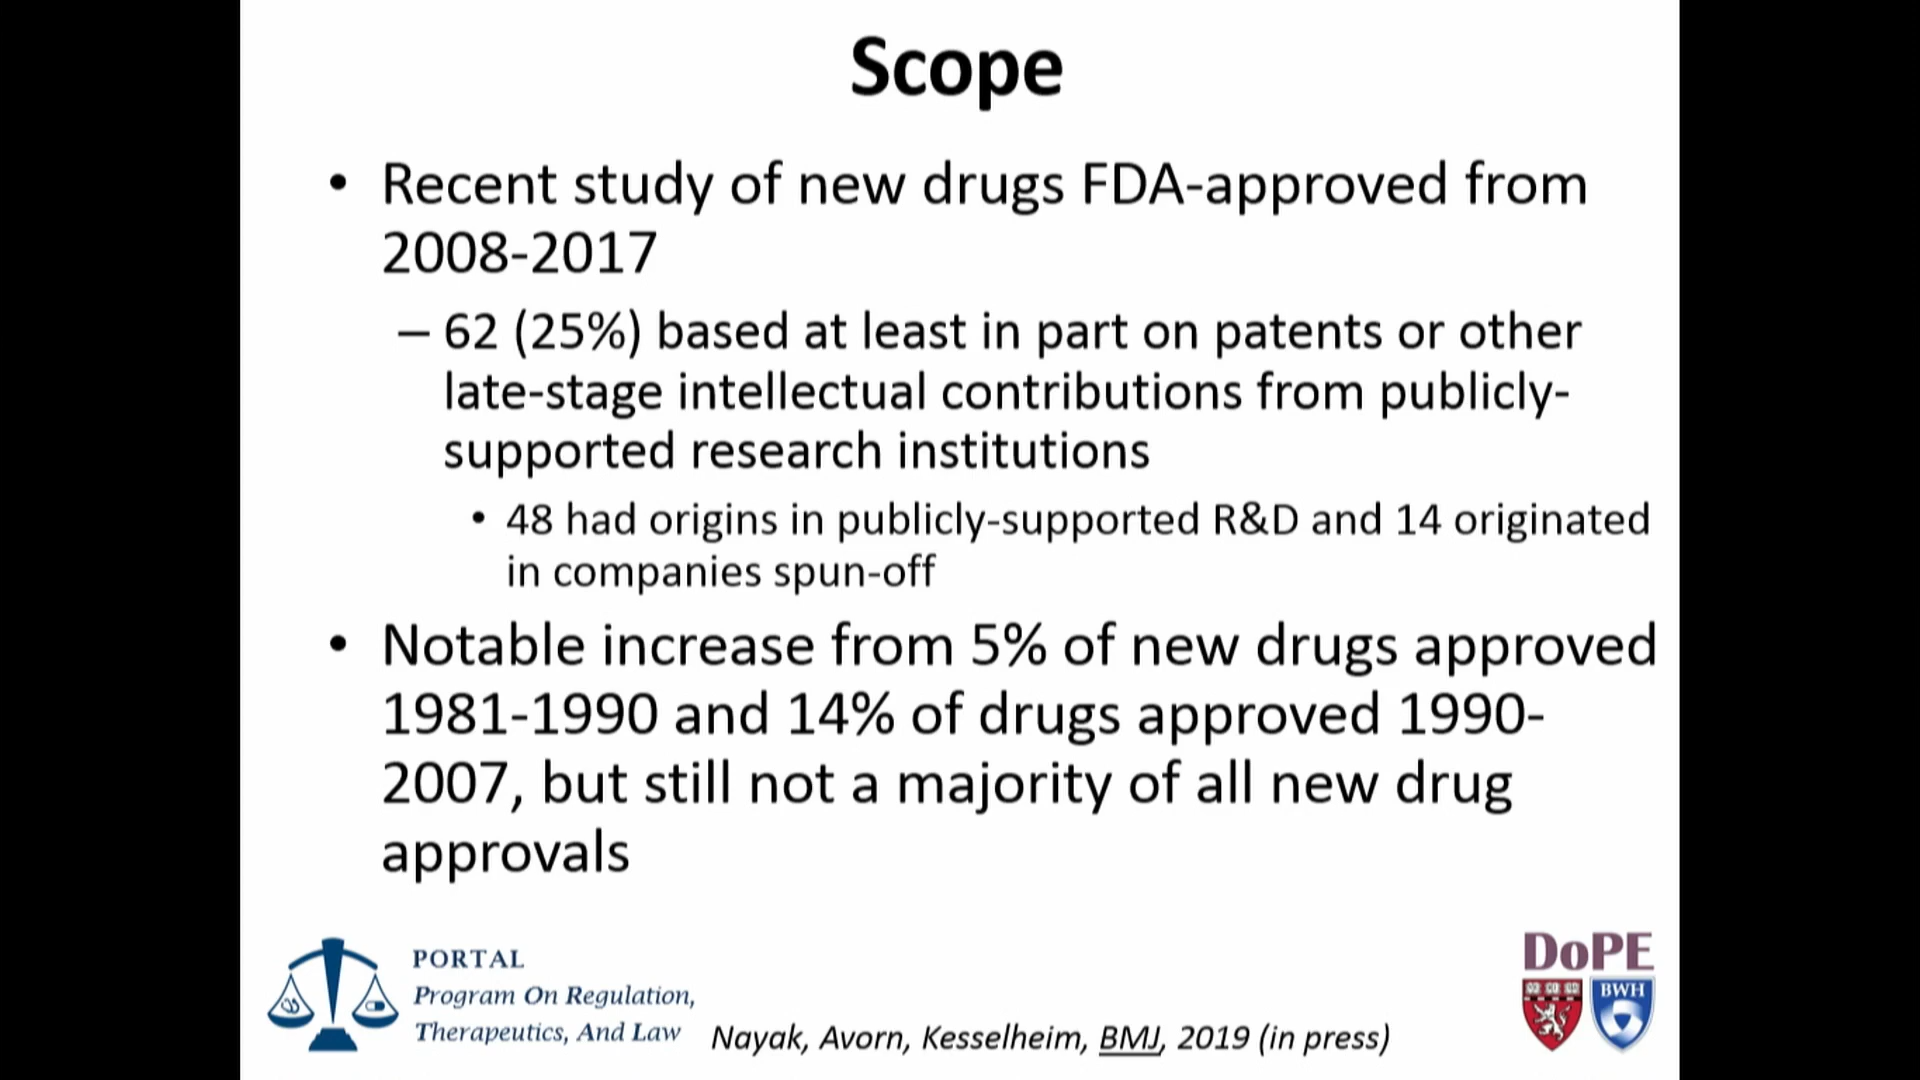 Scope
• Recent study of new drugs FDA-approved from
2008-2017
– 62 (25%) based at least in part on patents or other
late-stage intellectual contributions from publicly-
supported research institutions
• 48 had origins in publicly-supported R&D and 14 originated
in companies spun-off
• Notable increase from 5% of new drugs approved
1981-1990 and 14% of drugs approved 1990-
2007, but still not a majority of all new drug
approvals
PORTAL
Program On Regulation,
Therapeutics, And Law
Nayak, Avorn, Kesselheim, BMJ, 2019 (in press)
DoPE
BWH